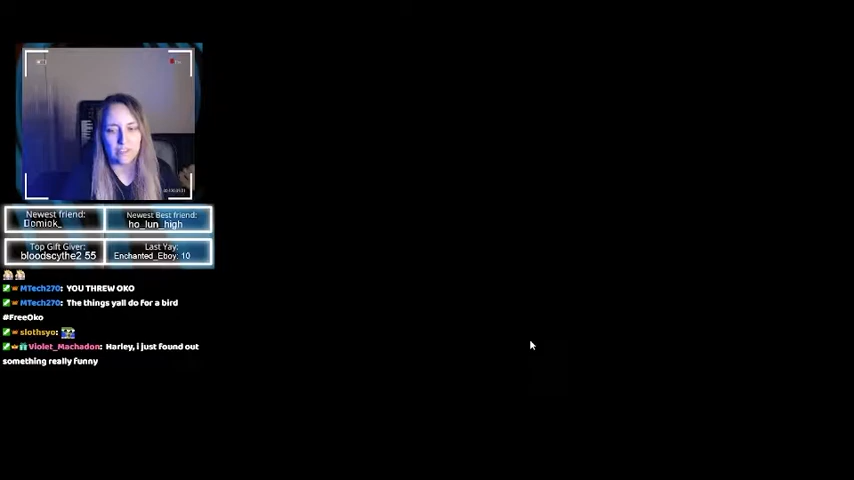 Newest friend:
Domiok_
Newest Best friend:
ho_lun_high
Top Gift Giver:
bloodscythe2 55
Last Yay:
Enchanted_Eboy: 10
MTech270: YOU THREW OKO
MTech270: The things yall do for a bird
#FreeOko
slothsyo:
Violet_Machadon: Harley, i just found out
something really funny